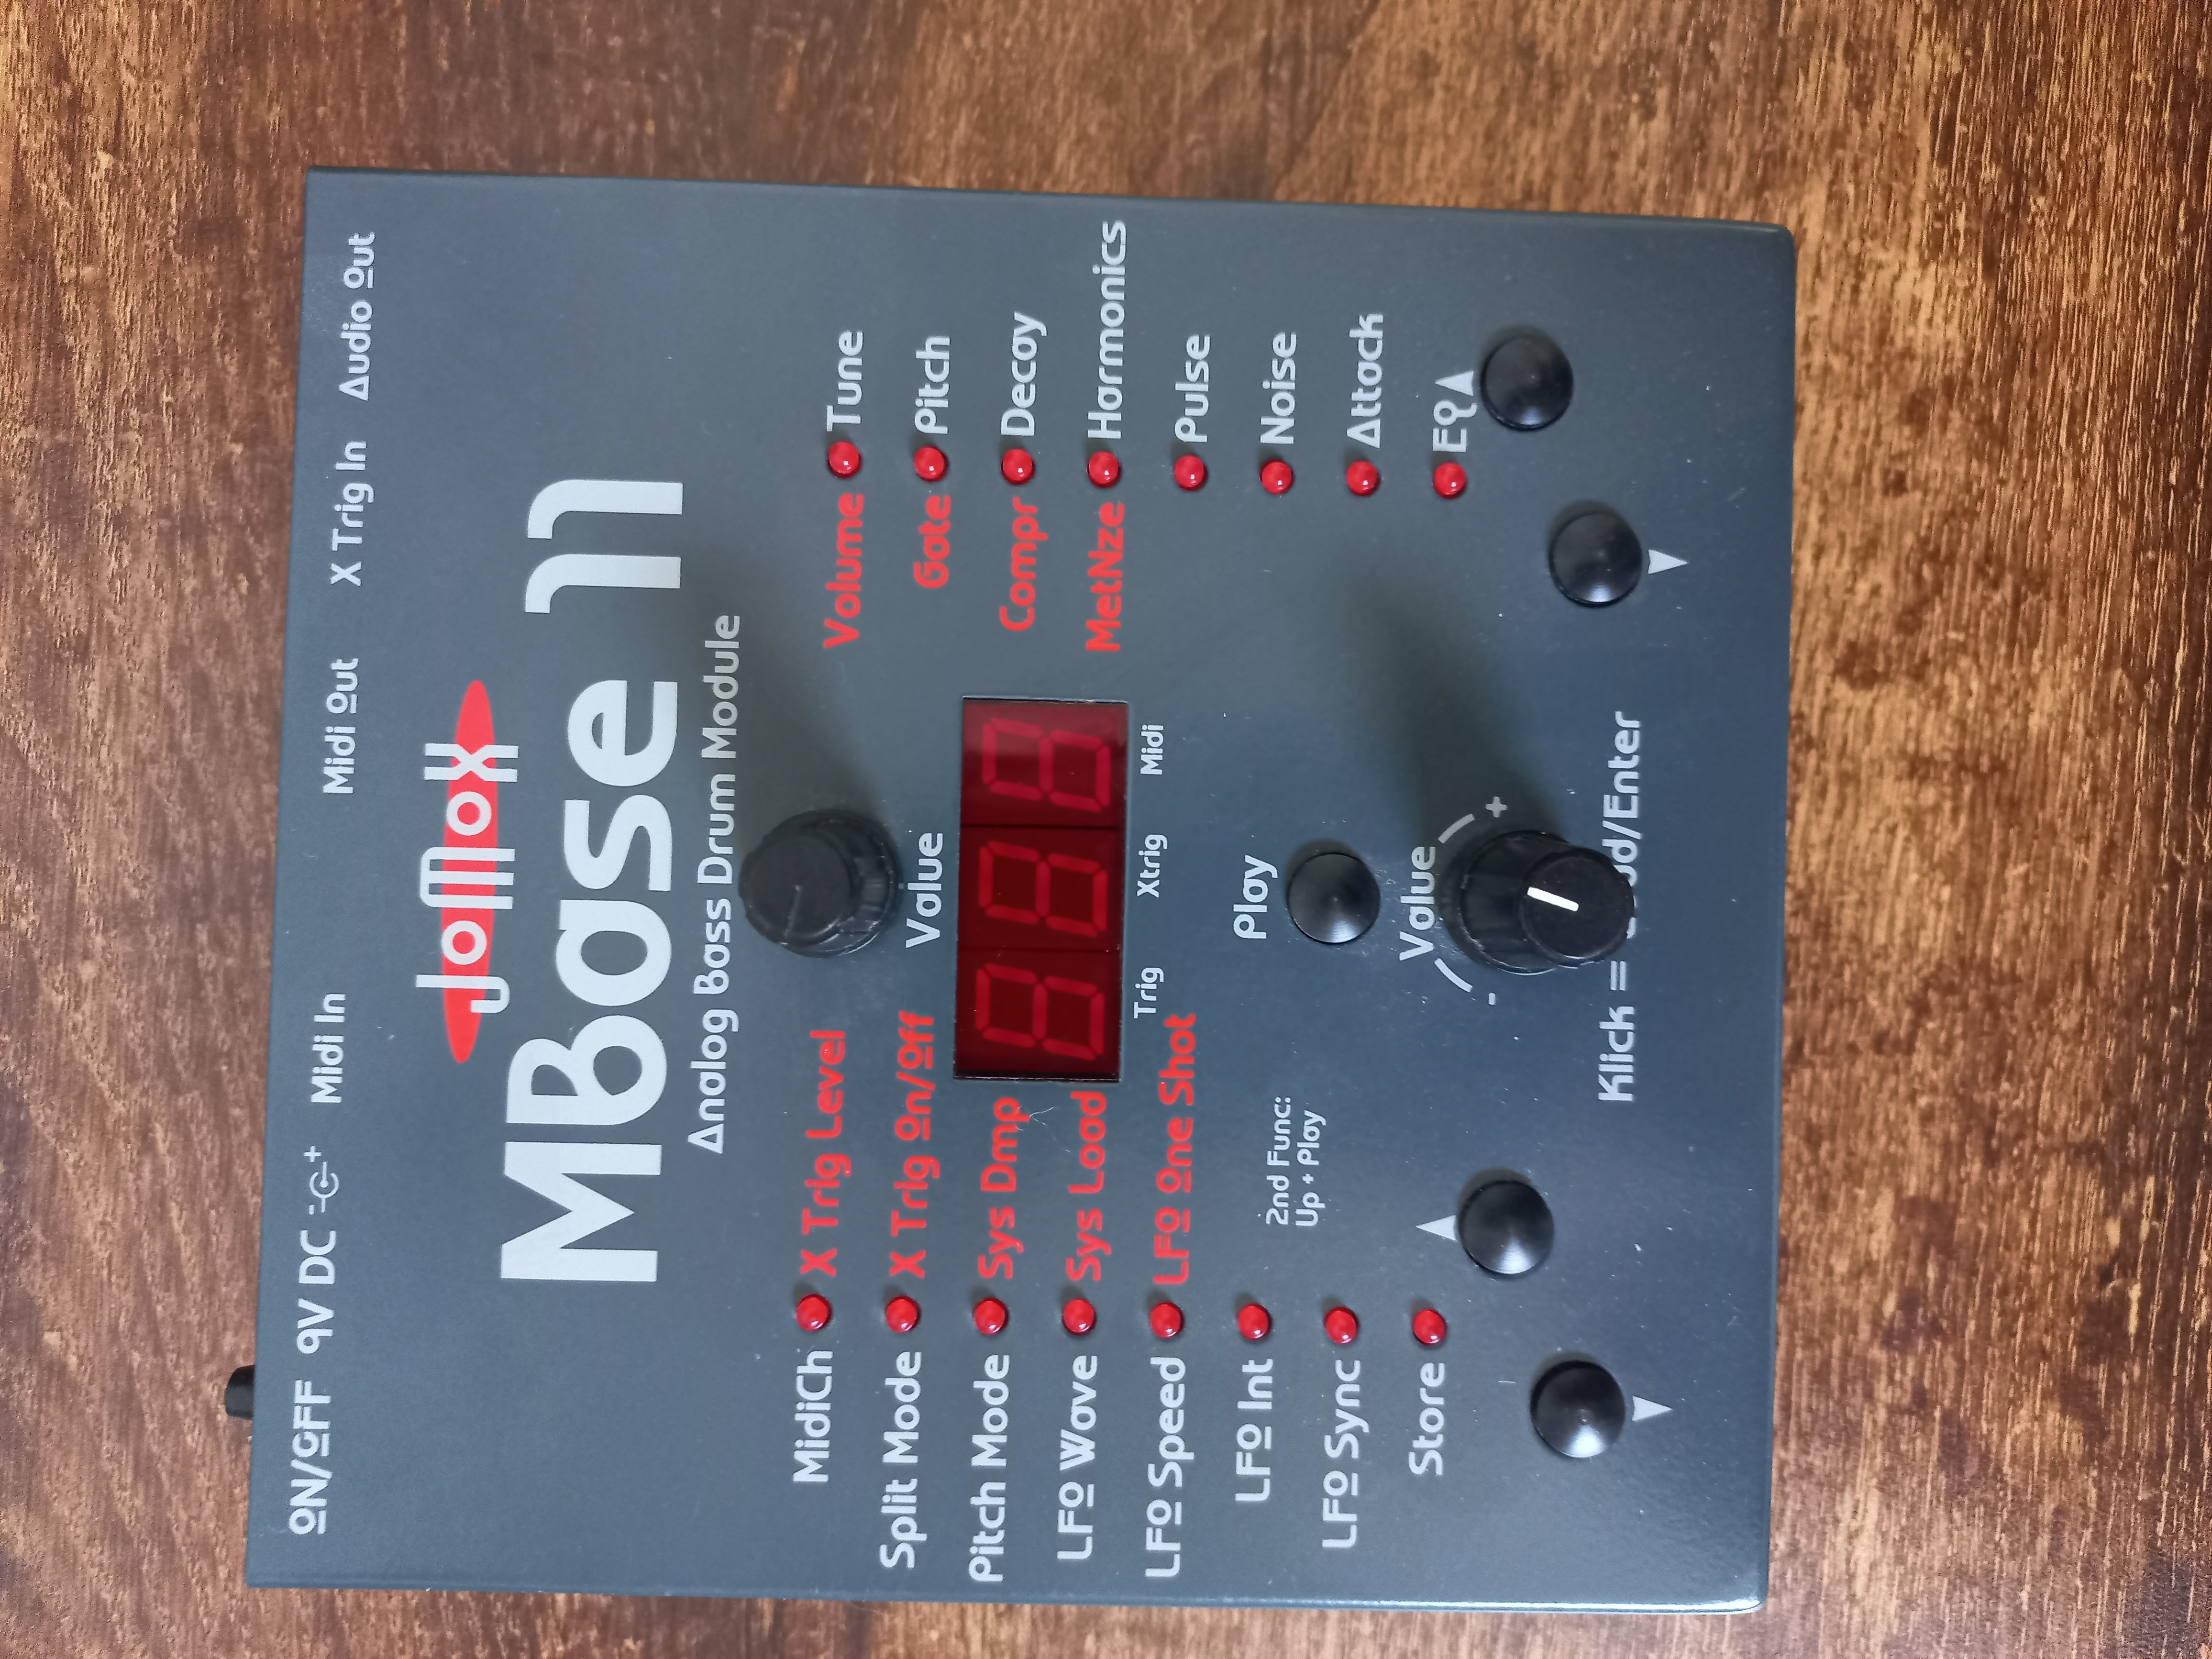 ON/OFF 9V DC - + Midi In Midi Out X Trig In Audio Out
JoMoX
MBase 11
Analog Bass Drum Module
MidiCh X Trig Level Volume Tune
Split Mode X Trig On/Off Value Gate Pitch
Pitch Mode Sys Dmp Compr Decay
LFO Wave Sys Load MetNze Harmonics
Trig Xtrig Midi
LFO Speed LFO One Shot Pulse
LFO Int 2nd Func: Play Noise
Up + Play
LFO Sync Attack
Store Value EQ
- +
Klick = /Enter